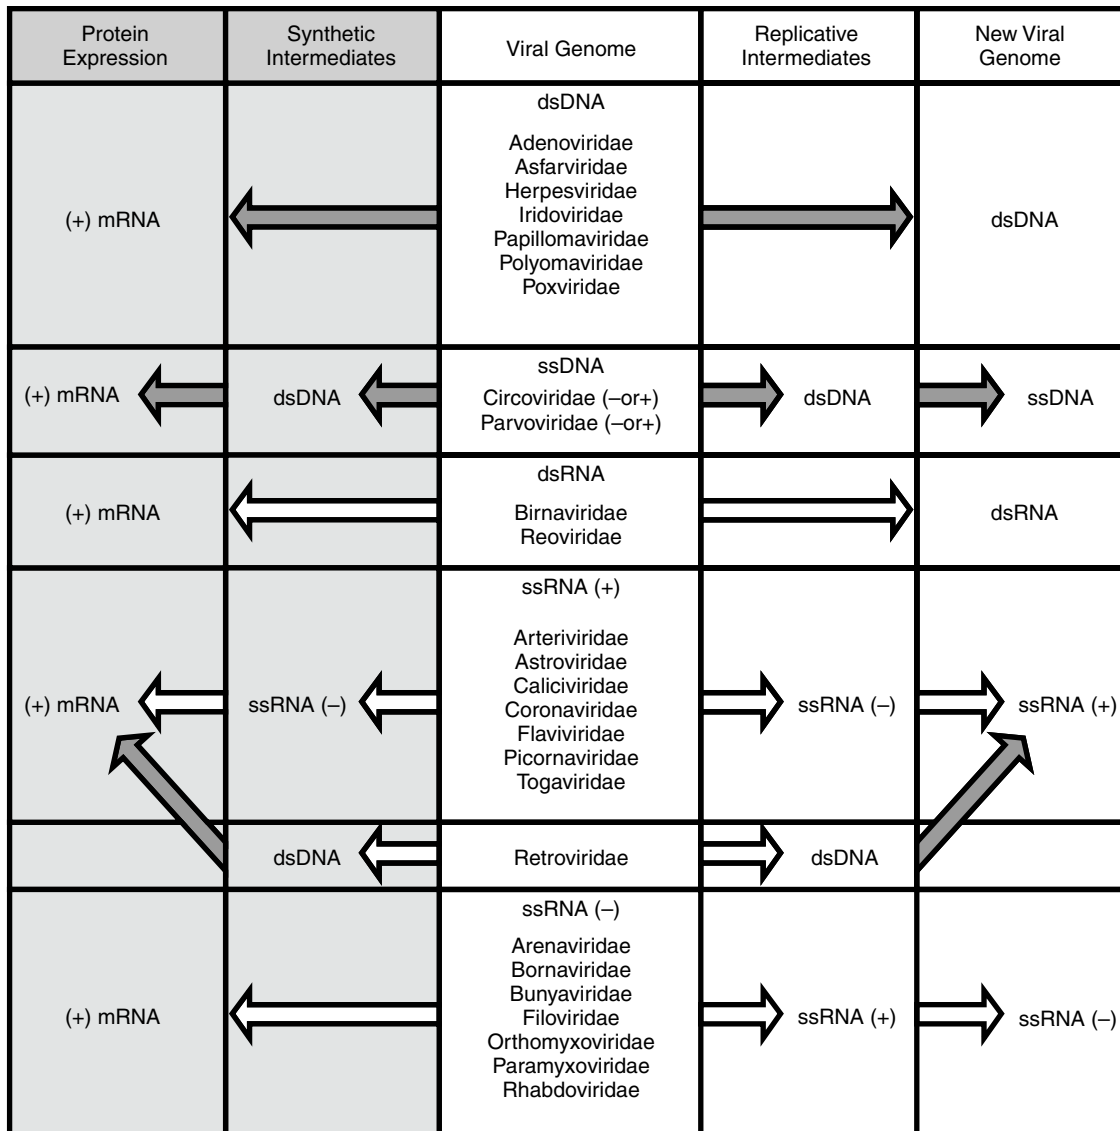 Protein
Expression
Synthetic
Intermediates
Viral Genome
Replicative
Intermediates
New Viral
Genome
(+) mRNA
dsDNA
Adenoviridae
Asfarviridae
Herpesviridae
Iridoviridae
Papillomaviridae
Polyomaviridae
Poxviridae
dsDNA
(+) mRNA
dsDNA
ssDNA
Circoviridae (–or+)
Parvoviridae (–or+)
dsDNA
ssDNA
(+) mRNA
dsRNA
Birnaviridae
Reoviridae
dsRNA
(+) mRNA
ssRNA (–)
ssRNA (+)
Arteriviridae
Astroviridae
Caliciviridae
Coronaviridae
Flaviviridae
Picornaviridae
Togaviridae
ssRNA (–)
ssRNA (+)
dsDNA
Retroviridae
dsDNA
(+) mRNA
ssRNA (–)
Arenaviridae
Bornaviridae
Bunyaviridae
Filoviridae
Orthomyxoviridae
Paramyxoviridae
Rhabdoviridae
ssRNA (+)
ssRNA (–)